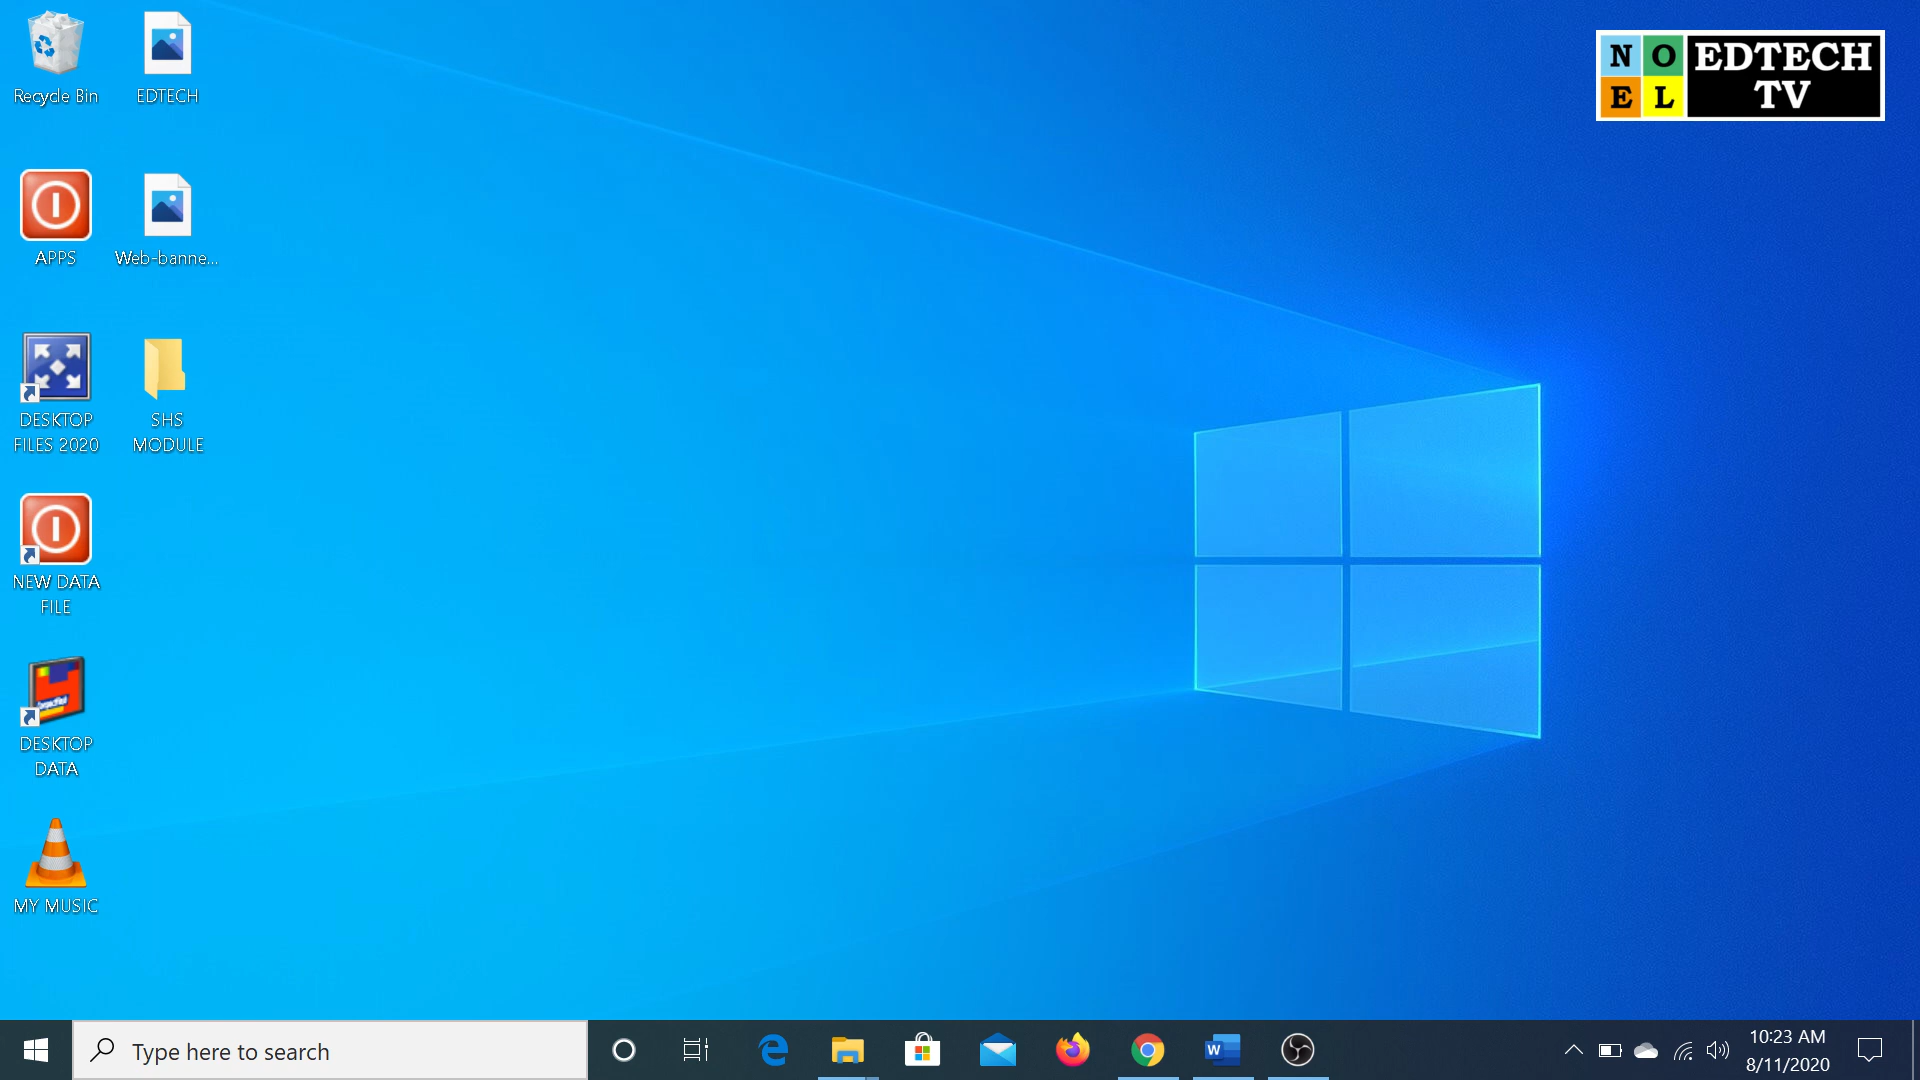 Recycle Bin
EDTECH
N O
E L
EDTECH
TV
APPS
Web-banne...
DESKTOP
FILES 2020
SHS
MODULE
NEW DATA
FILE
DESKTOP
DATA
MY MUSIC
Type here to search
W
10:23 AM
8/11/2020